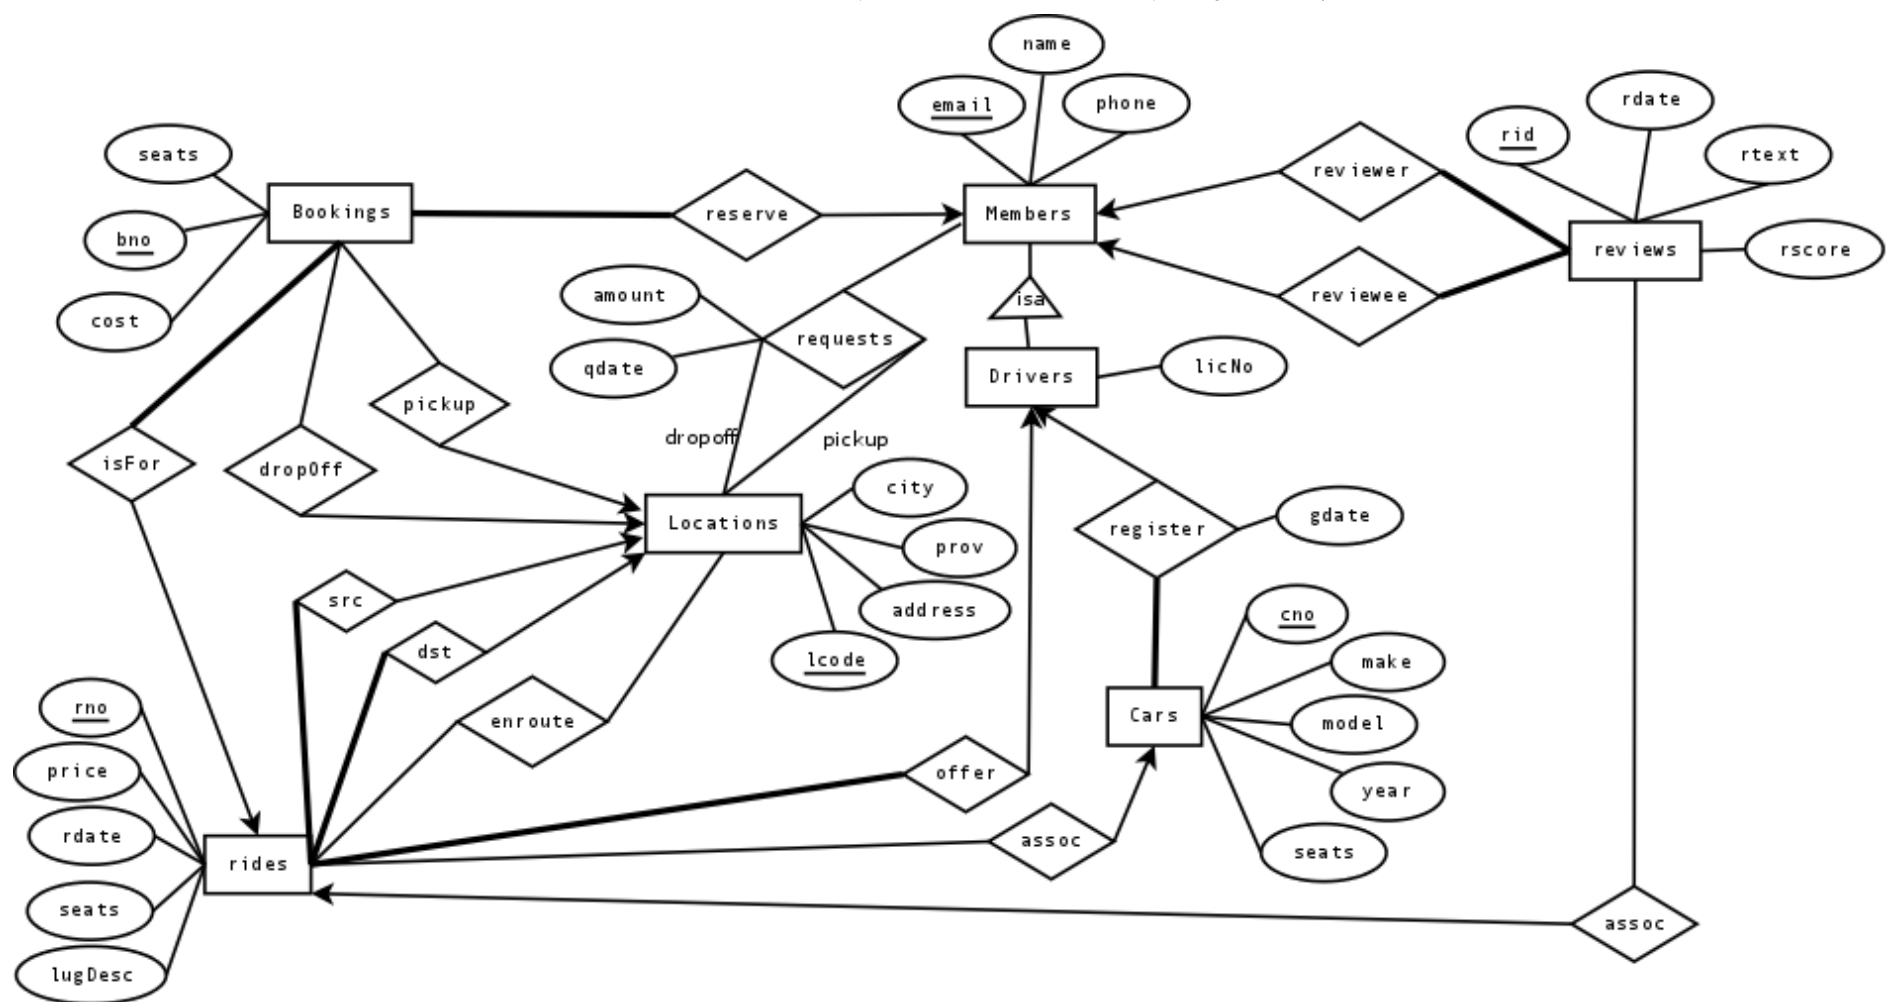 name
email
phone
rdate
rid
rtext
seats
reviewer
Bookings
reserve
Members
bno
reviews
rscore
amount
isa
reviewee
cost
requests
qdate
Drivers
licNo
pickup
dropoff
pickup
isFor
dropOff
city
Locations
register
gdate
prov
src
address
cno
dst
lcode
make
rno
enroute
Cars
model
price
offer
year
rdate
assoc
seats
rides
seats
assoc
lugDesc